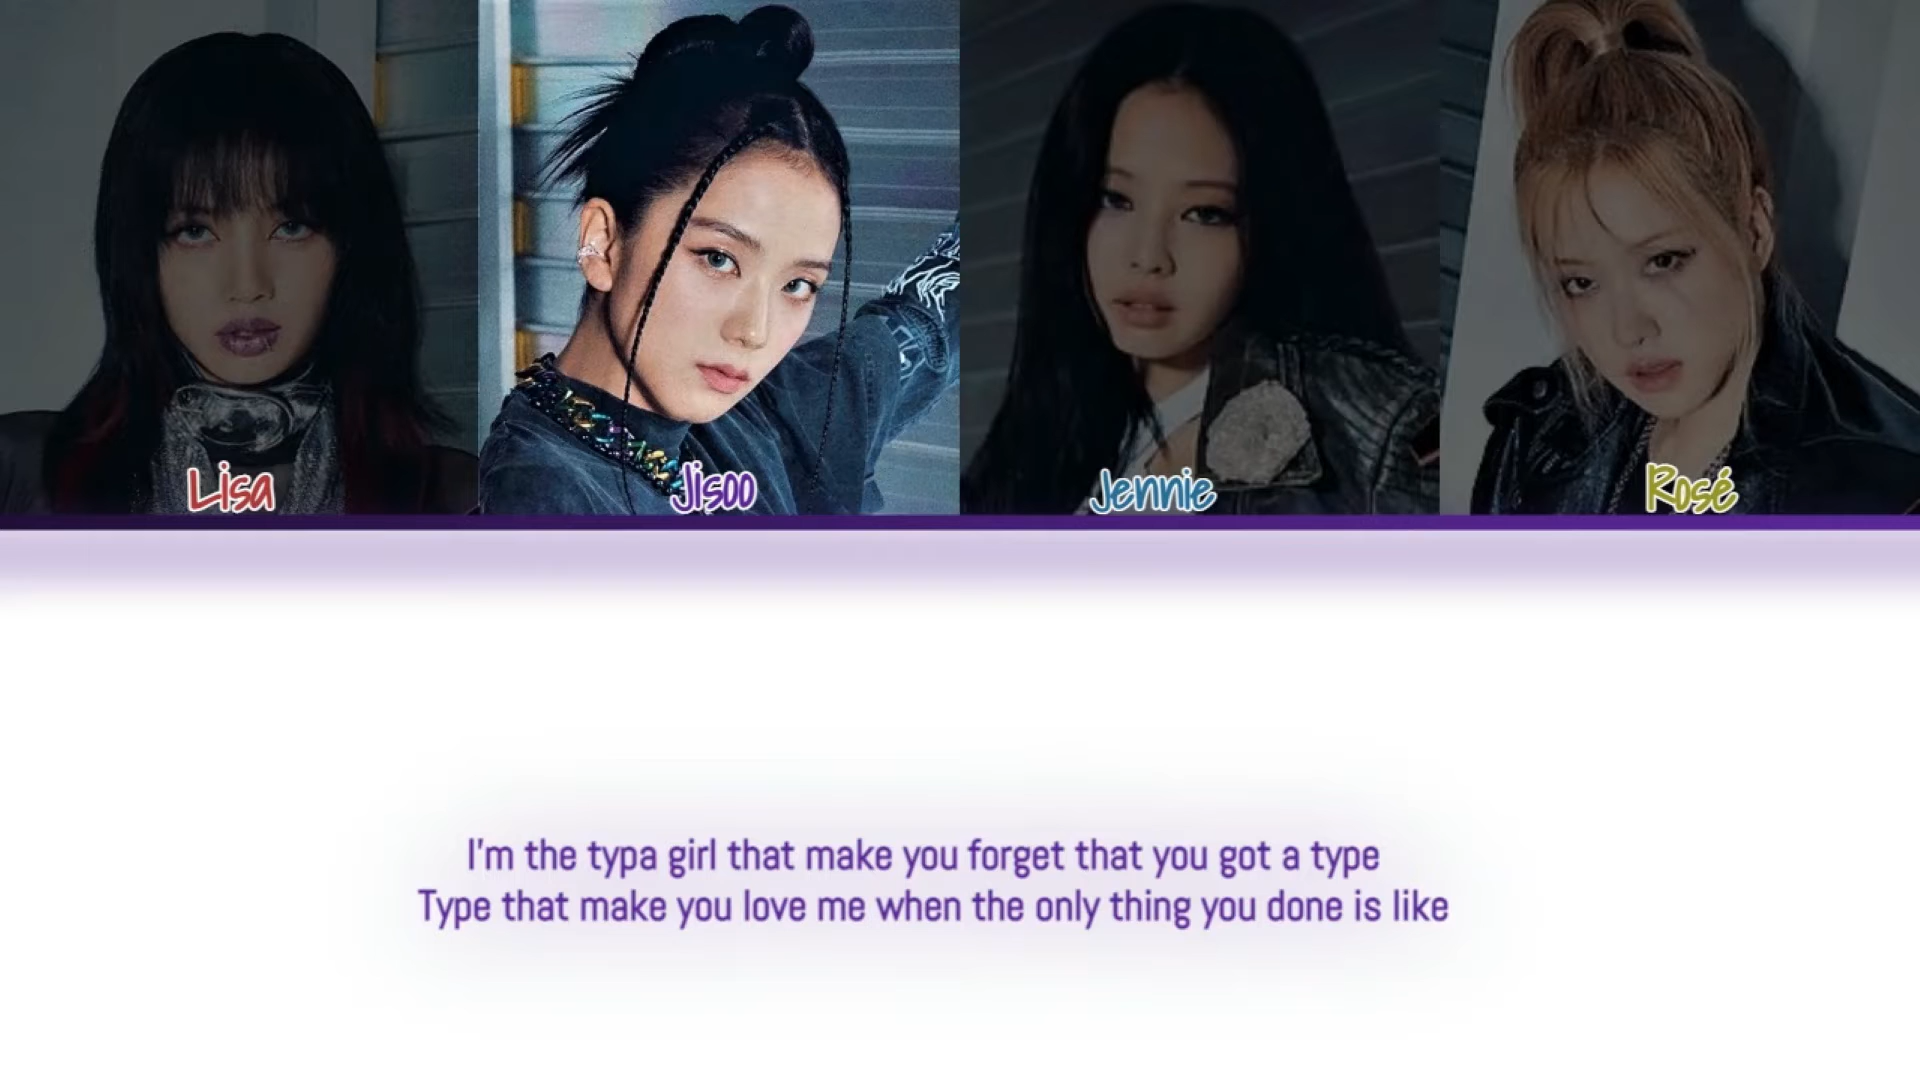 Lisa
Jisoo
Jennie
Rosé
I'm the typa girl that make you forget that you got a type
Type that make you love me when the only thing you done is like